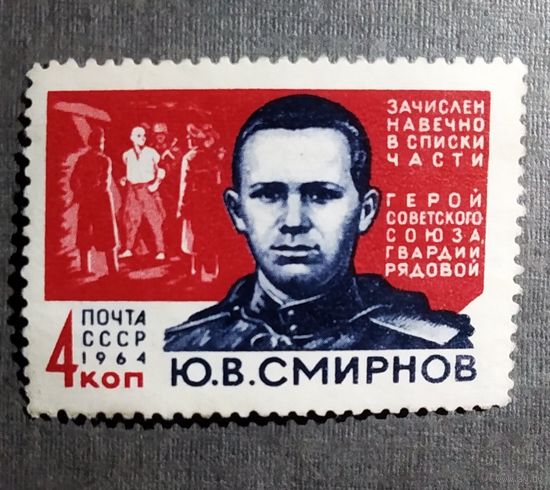 ЗАЧИСЛЕН
НАВЕЧНО
В СПИСКИ
ЧАСТИ
ГЕРОЙ
СОВЕТСКОГО
СОЮЗА,
ГВАРДИИ
РЯДОВОЙ
ПОЧТА
СССР
1964
4 КОП
Ю.В.СМИРНОВ